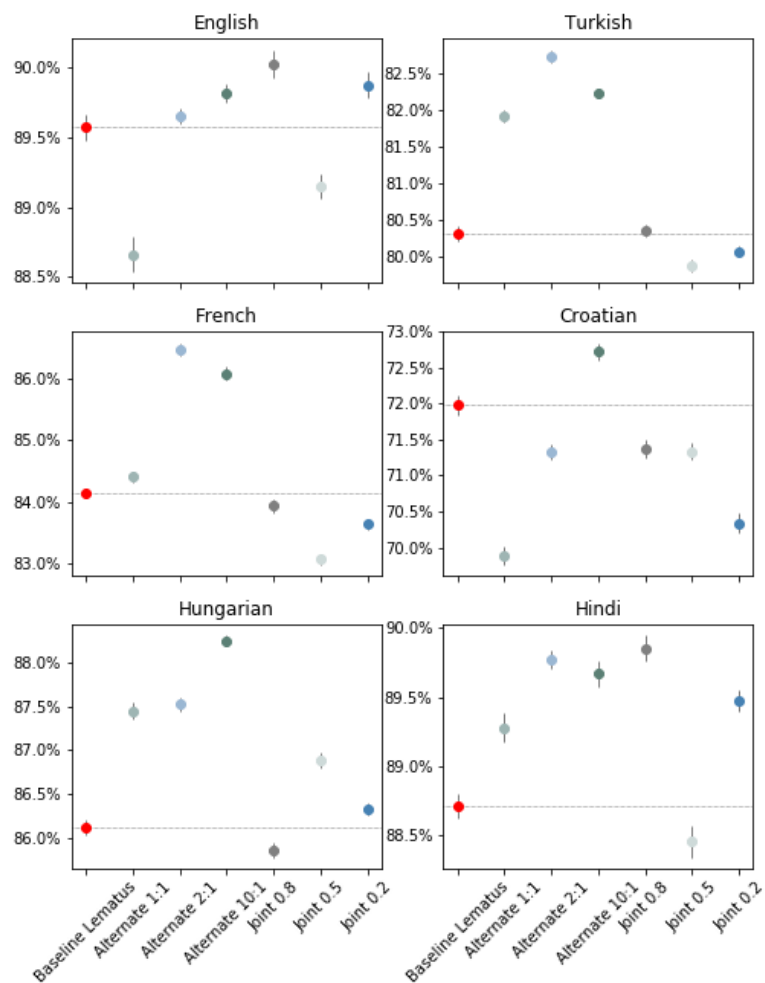 English
90.0%
89.5%
89.0%
88.5%
Turkish
82.5%
82.0%
81.5%
81.0%
80.5%
80.0%
French
86.0%
85.0%
84.0%
83.0%
Croatian
73.0%
72.5%
72.0%
71.5%
71.0%
70.5%
70.0%
Hungarian
88.0%
87.5%
87.0%
86.5%
86.0%
Hindi
90.0%
89.5%
89.0%
88.5%
Baseline Lematus
Alternate 1:1
Alternate 2:1
Alternate 10:1
Joint 0.8
Joint 0.5
Joint 0.2
Baseline Lematus
Alternate 1:1
Alternate 2:1
Alternate 10:1
Joint 0.8
Joint 0.5
Joint 0.2